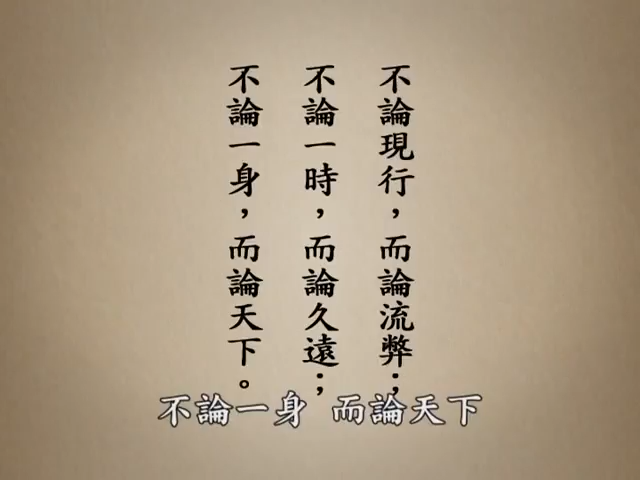 不論現行，而論流弊；
不論一時，而論久遠；
不論一身，而論天下。
不論一身 而論天下